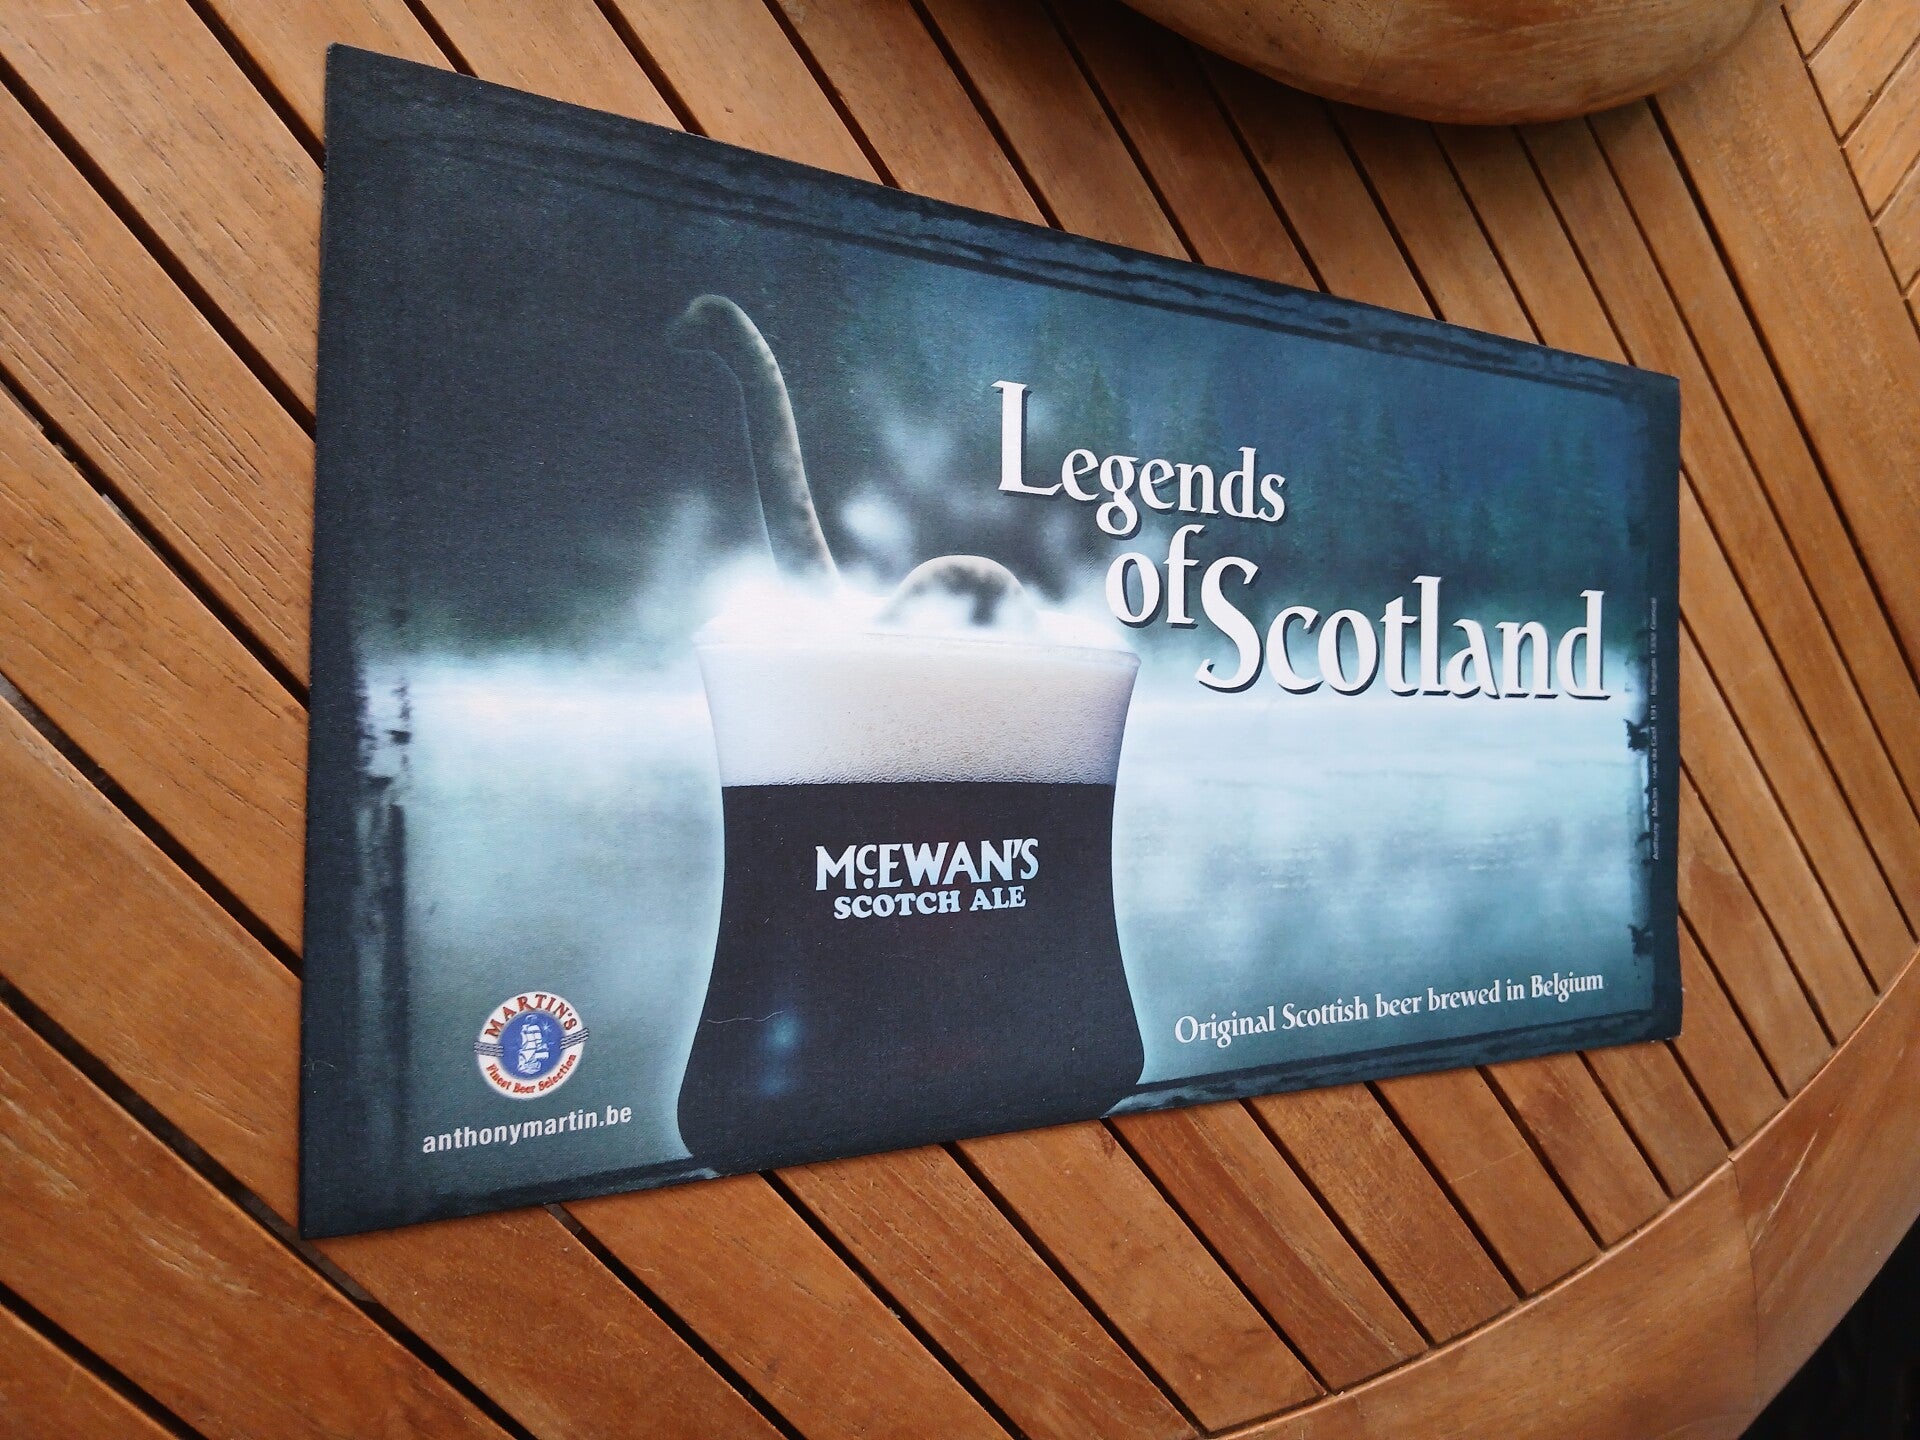 Legends
of Scotland
McEWAN'S
SCOTCH ALE
Original Scottish beer brewed in Belgium
MARTIN'S
Finest Beer Selection
anthonymartin.be